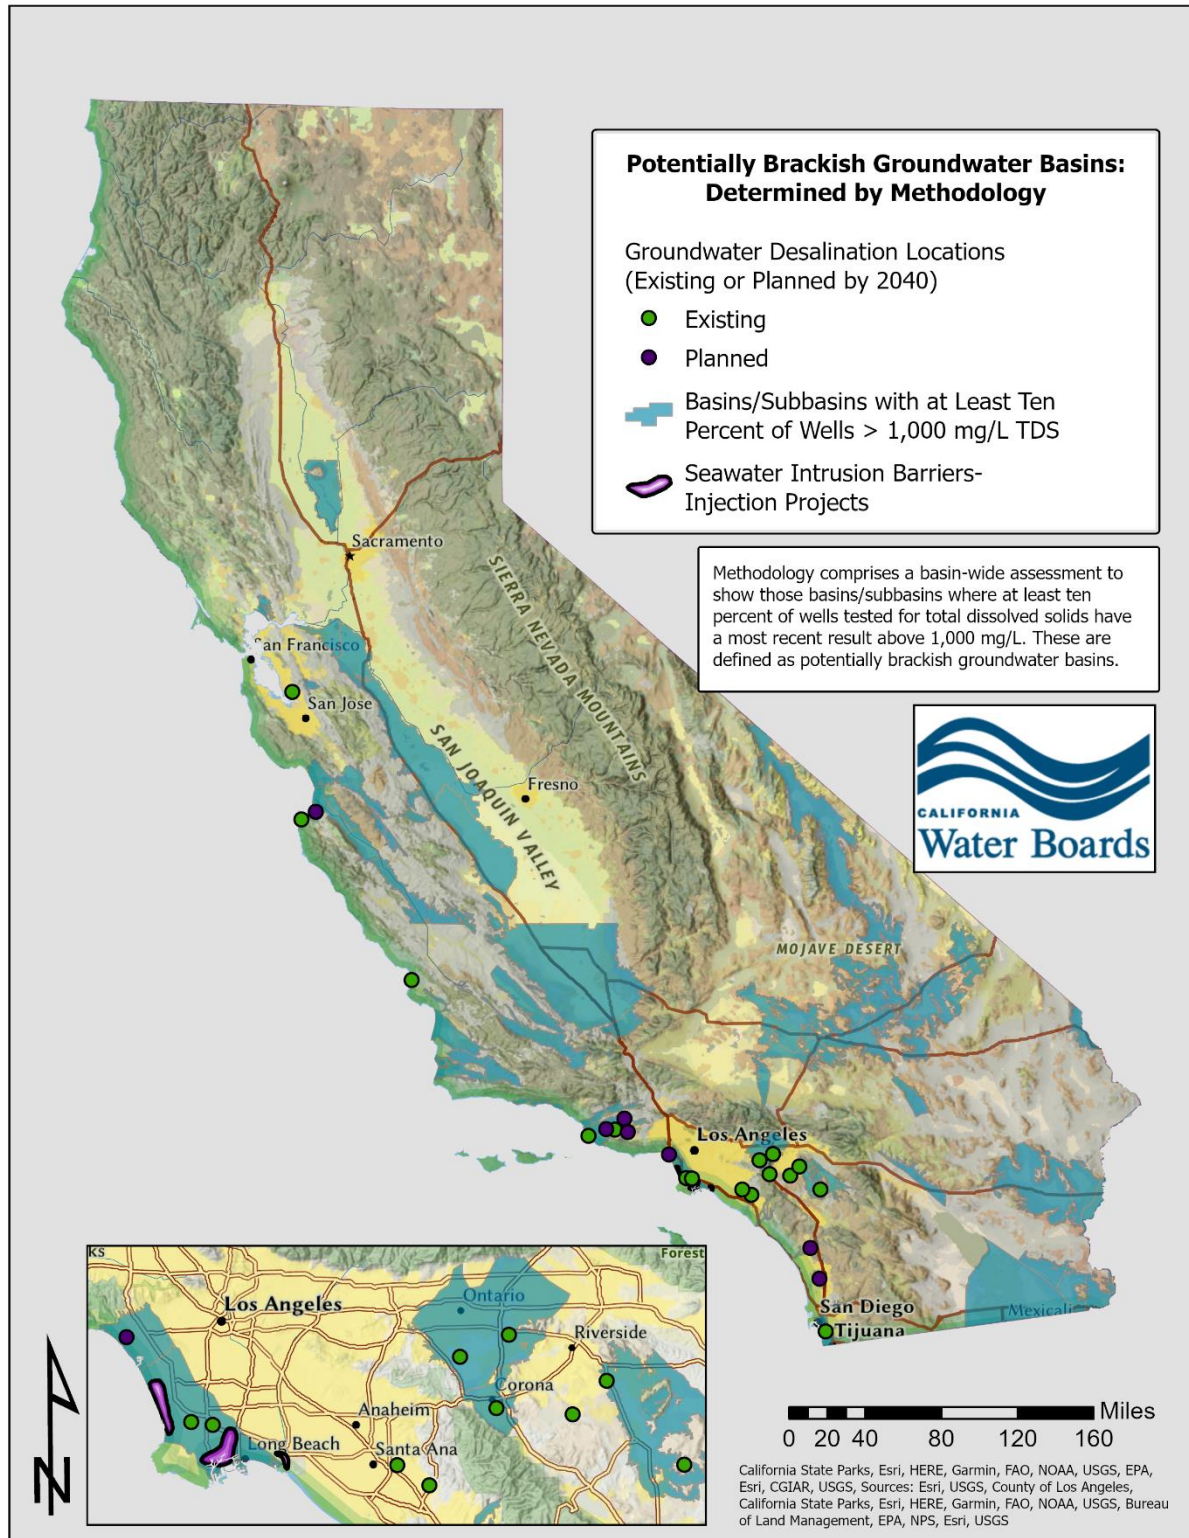 Potentially Brackish Groundwater Basins:
Determined by Methodology
Groundwater Desalination Locations
(Existing or Planned by 2040)
Existing
Planned
Basins/Subbasins with at Least Ten
Percent of Wells > 1,000 mg/L TDS
Seawater Intrusion Barriers-
Injection Projects
Methodology comprises a basin-wide assessment to
show those basins/subbasins where at least ten
percent of wells tested for total dissolved solids have
a most recent result above 1,000 mg/L. These are
defined as potentially brackish groundwater basins.
CALIFORNIA
Water Boards
Sacramento
SIERRA NEVADA MOUNTAINS
San Francisco
San Jose
SAN JOAQUIN VALLEY
Fresno
MOJAVE DESERT
Los Angeles
San Diego
Tijuana
Mexicali
ks
Forest
Los Angeles
Ontario
Riverside
Corona
Anaheim
Long Beach
Santa Ana
N
Miles
0 20 40 80 120 160
California State Parks, Esri, HERE, Garmin, FAO, NOAA, USGS, EPA,
Esri, CGIAR, USGS, Sources: Esri, USGS, County of Los Angeles,
California State Parks, Esri, HERE, Garmin, FAO, NOAA, USGS, Bureau
of Land Management, EPA, NPS, Esri, USGS